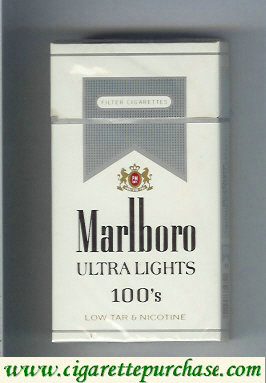 FILTER CIGARETTES
Marlboro
ULTRA LIGHTS
100's
LOW TAR & NICOTINE
www.cigarettepurchase.com